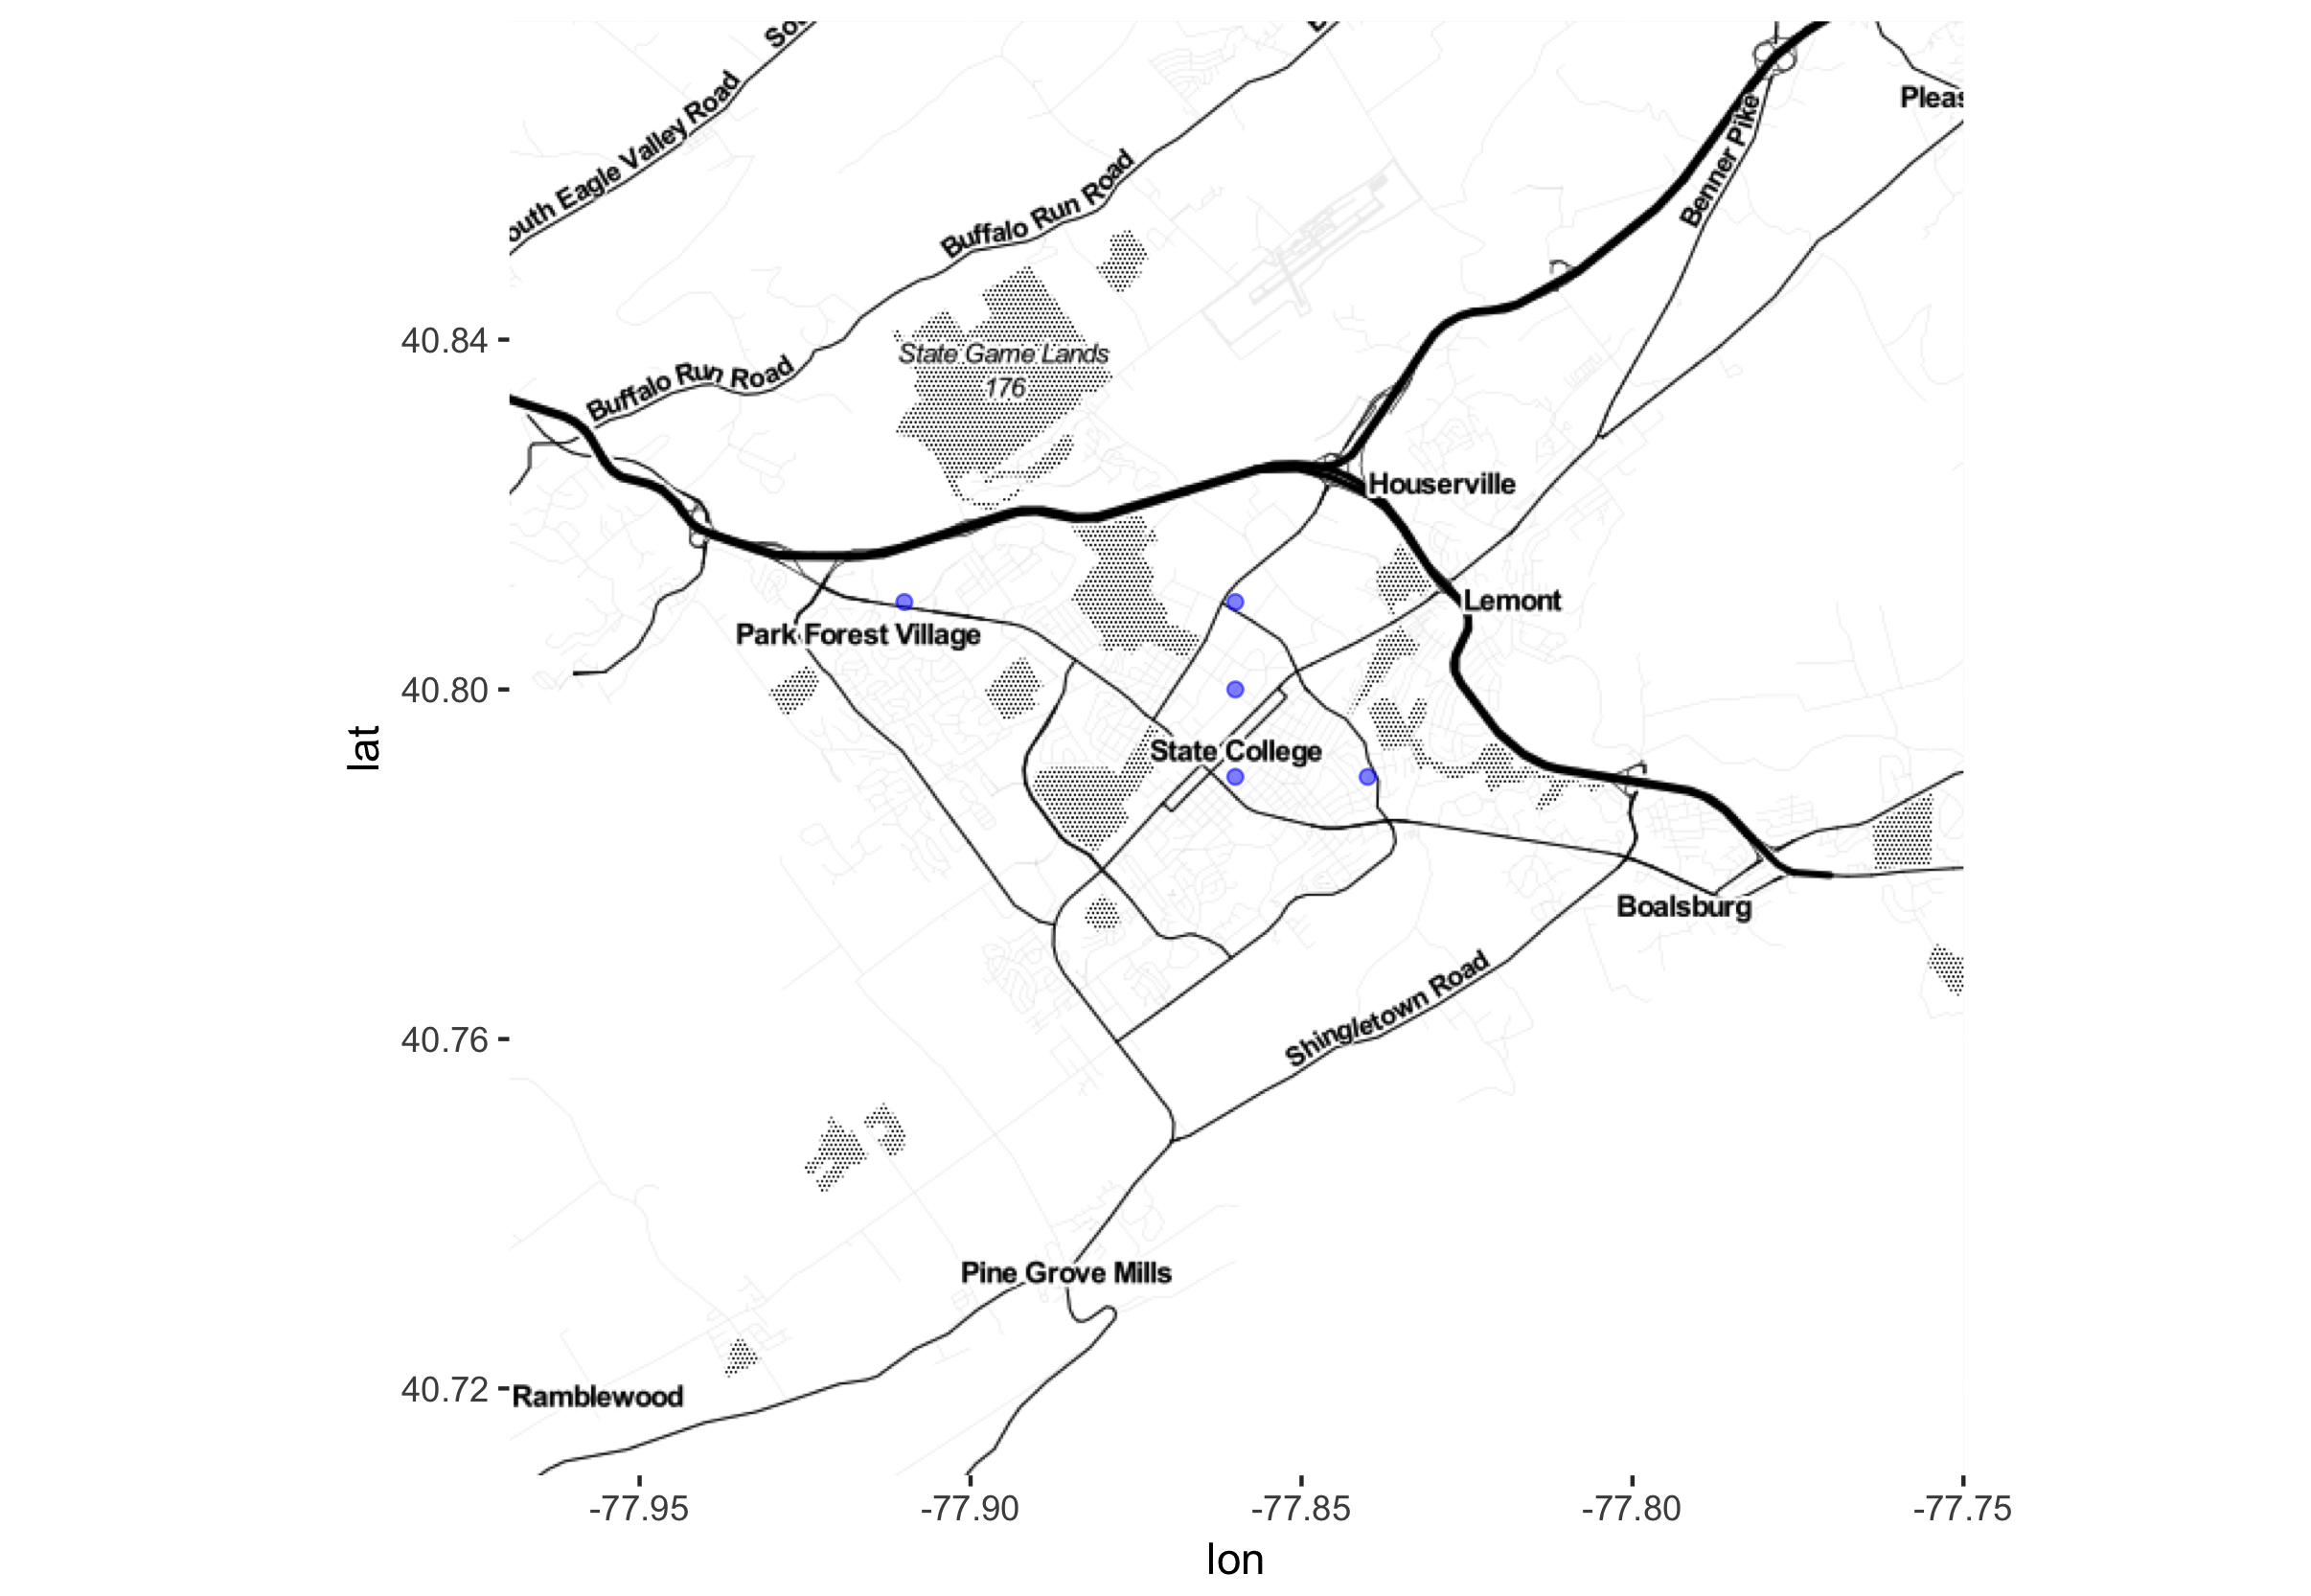 Sou
South Eagle Valley Road
Buffalo Run Road
Benner Pike
Pleas
40.84
State Game Lands
176
Buffalo Run Road
Houserville
Lemont
Park Forest Village
40.80
lat
State College
Boalsburg
Shingletown Road
40.76
Pine Grove Mills
40.72
Ramblewood
-77.95
-77.90
-77.85
-77.80
-77.75
lon